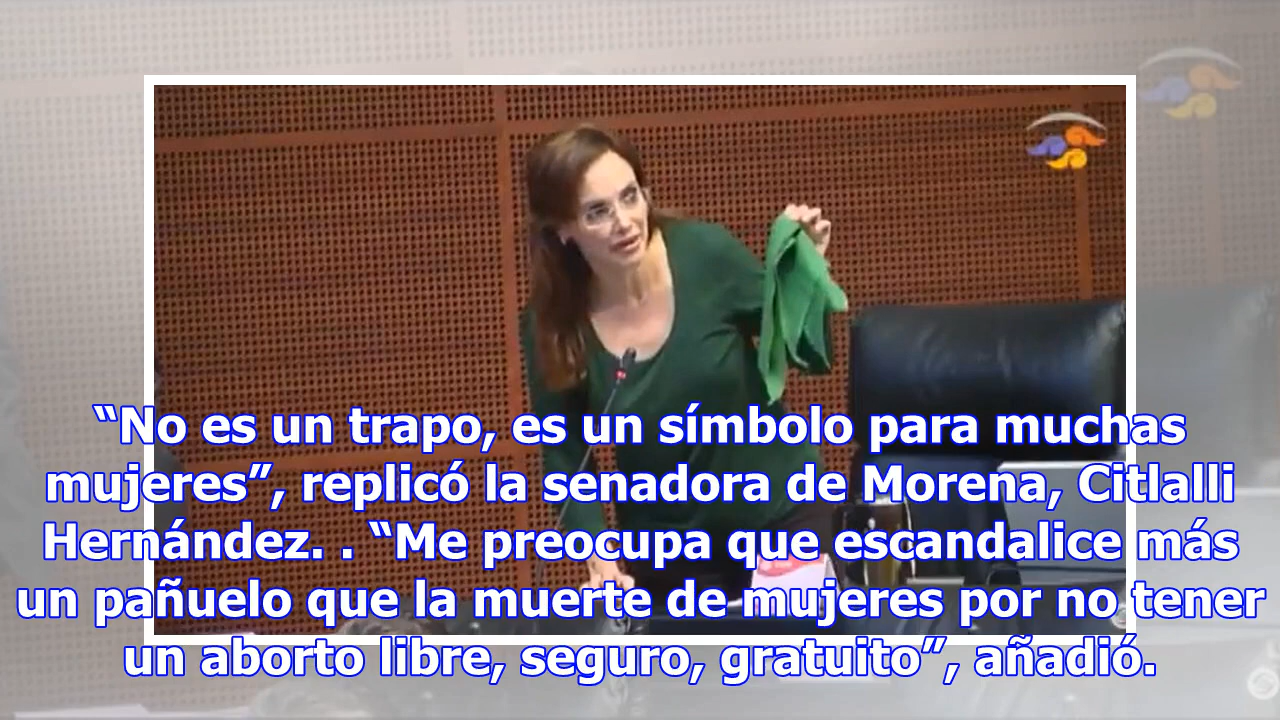 “No es un trapo, es un símbolo para muchas
mujeres”, replicó la senadora de Morena, Citlalli
Hernández. . “Me preocupa que escandalice más
un pañuelo que la muerte de mujeres por no tener
un aborto libre, seguro, gratuito”, añadió.